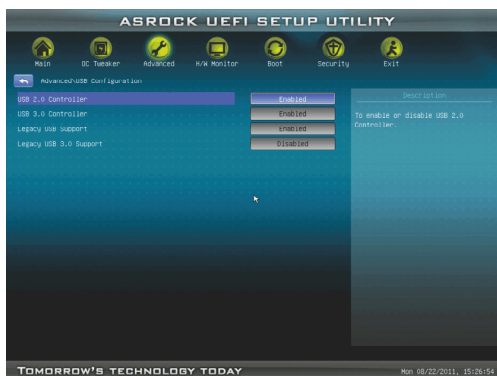 ASROCK UEFI SETUP UTILITY
Main OC Tweaker Advanced H/W Monitor Boot Security Exit
Advanced\USB Configuration
USB 2.0 Controller Enabled
USB 3.0 Controller Enabled
Legacy USB Support Enabled
Legacy USB 3.0 Support Disabled
Description
To enable or disable USB 2.0
Controller.
TOMORROW'S TECHNOLOGY TODAY
Mon 08/22/2011, 15:26:54